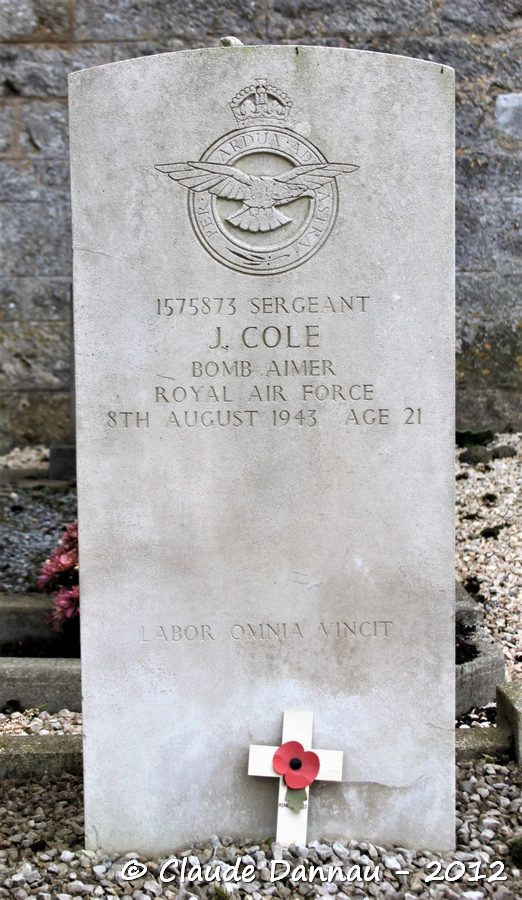 PER ARDUA AD ASTRA
1575873 SERGEANT
J. COLE
BOMB AIMER
ROYAL AIR FORCE
8TH AUGUST 1943 AGE 21
LABOR OMNIA VINCIT
© Claude Dannau - 2012